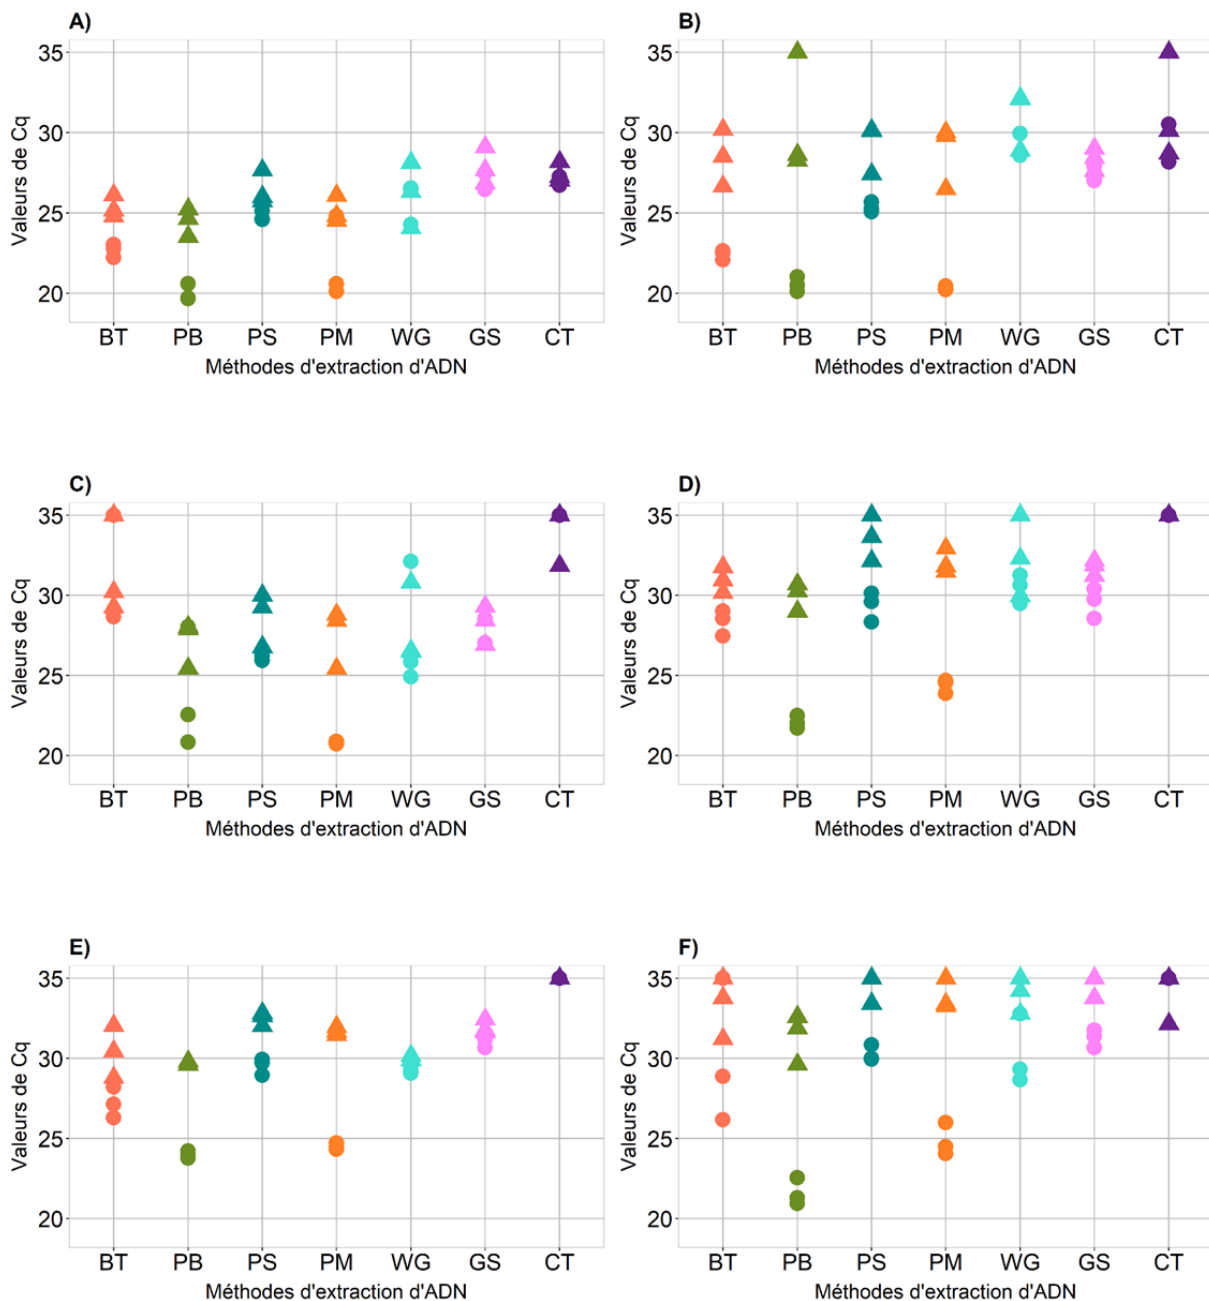 A)
35
30
25
20
Valeurs de Cq
BT PB PS PM WG GS CT
Méthodes d'extraction d'ADN
B)
35
30
25
20
Valeurs de Cq
BT PB PS PM WG GS CT
Méthodes d'extraction d'ADN
C)
35
30
25
20
Valeurs de Cq
BT PB PS PM WG GS CT
Méthodes d'extraction d'ADN
D)
35
30
25
20
Valeurs de Cq
BT PB PS PM WG GS CT
Méthodes d'extraction d'ADN
E)
35
30
25
20
Valeurs de Cq
BT PB PS PM WG GS CT
Méthodes d'extraction d'ADN
F)
35
30
25
20
Valeurs de Cq
BT PB PS PM WG GS CT
Méthodes d'extraction d'ADN